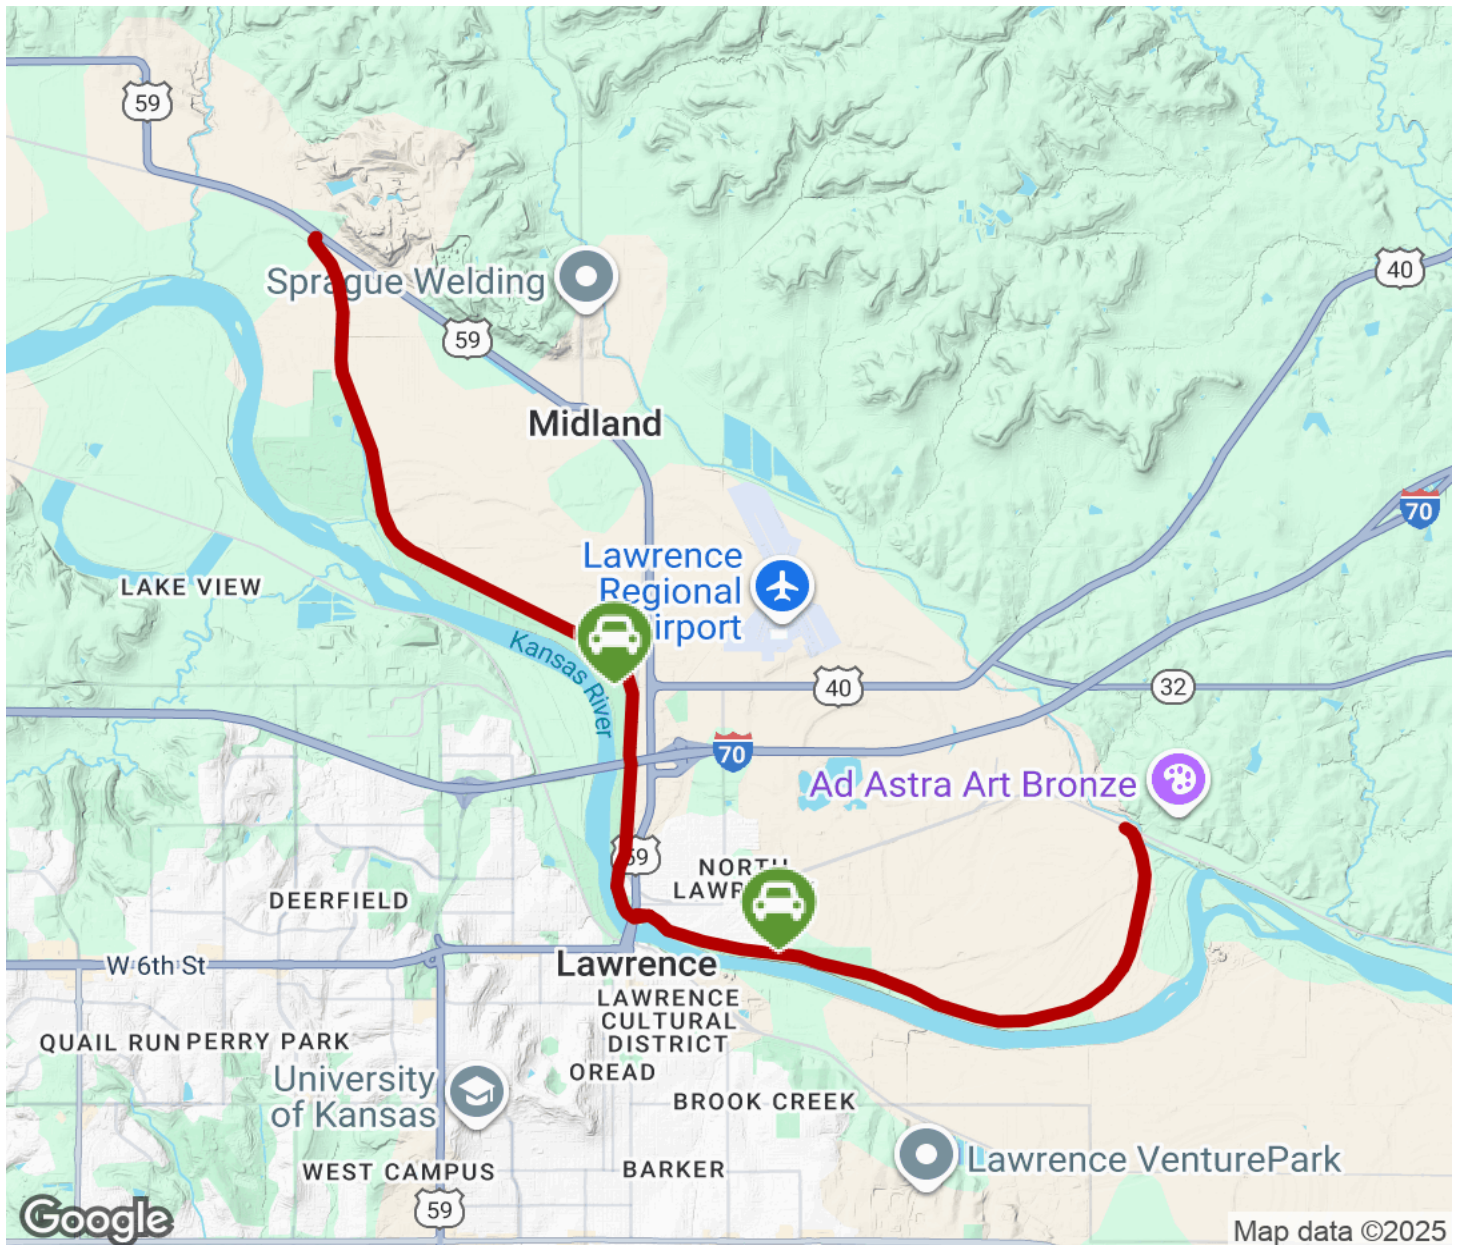 59
40
Sprague Welding
59
Midland
70
Lawrence
Regional
irport
LAKE VIEW
Kansas River
40
32
70
Ad Astra Art Bronze
59
NORTH
LAWR
DEERFIELD
W 6th St
Lawrence
LAWRENCE
CULTURAL
DISTRICT
QUAIL RUN
PERRY PARK
OREAD
University
of Kansas
BROOK CREEK
WEST CAMPUS
BARKER
Lawrence VenturePark
59
Google
Map data ©2025